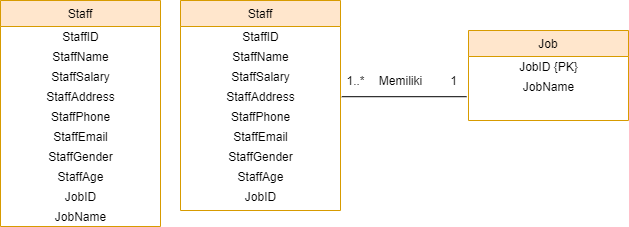 Staff
StaffID
StaffName
StaffSalary
StaffAddress
StaffPhone
StaffEmail
StaffGender
StaffAge
JobID
JobName
Staff
StaffID
StaffName
StaffSalary
StaffAddress
StaffPhone
StaffEmail
StaffGender
StaffAge
JobID
1..* Memiliki 1
Job
JobID {PK}
JobName